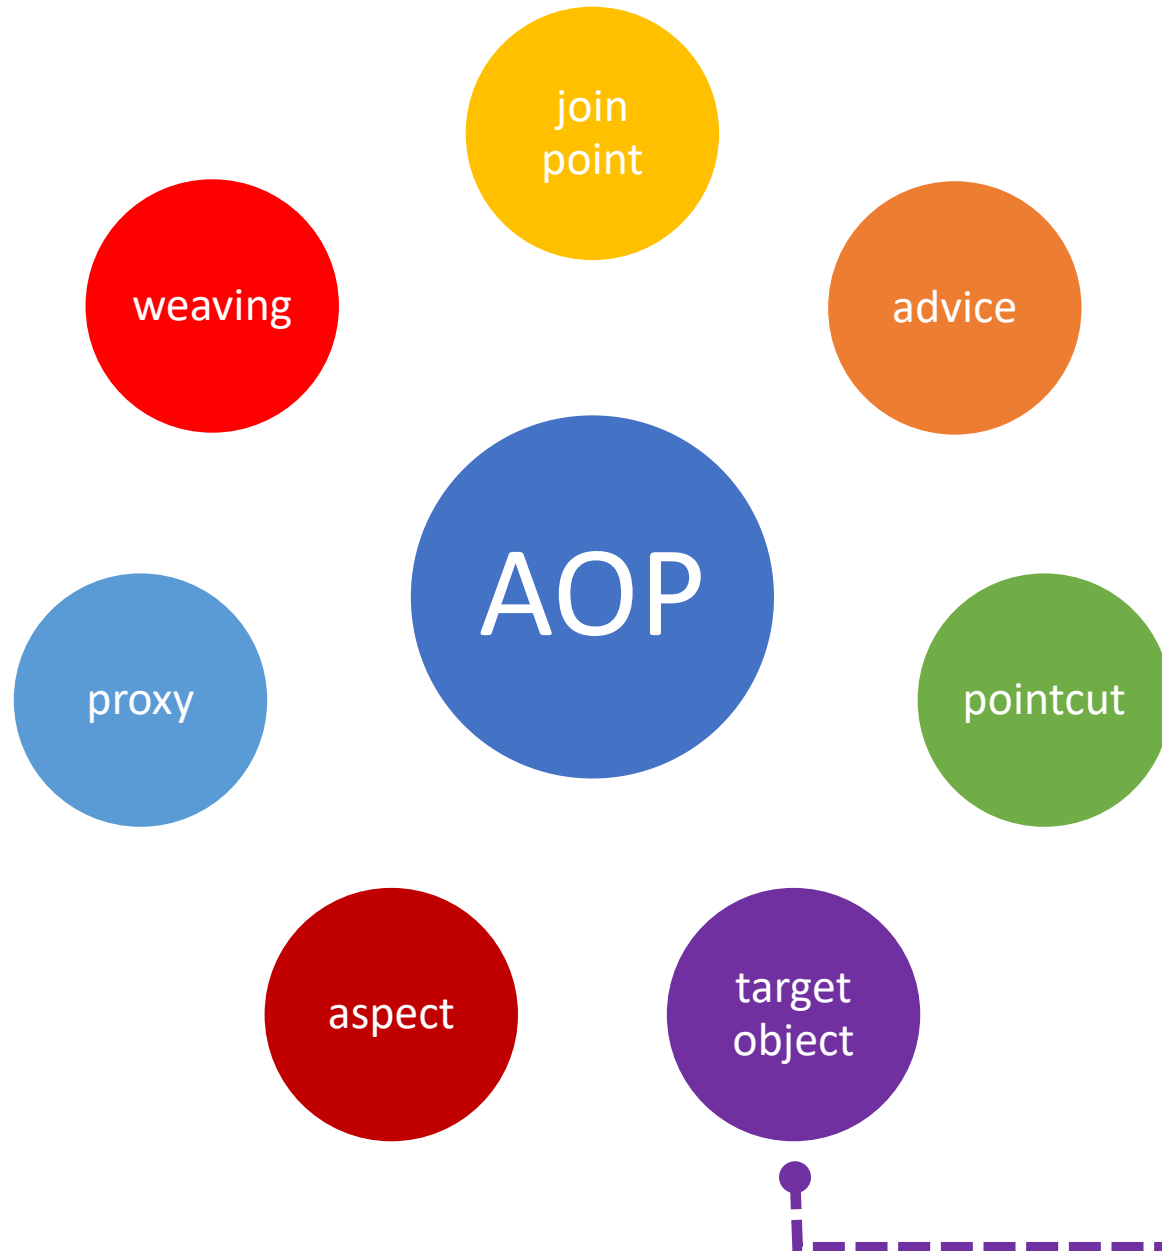 join
point
weaving
advice
AOP
proxy
pointcut
aspect
target
object